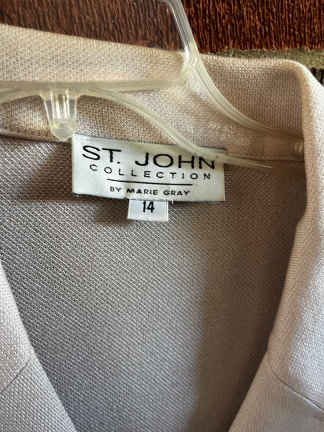 ST. JOHN
COLLECTION
BY MARIE GRAY
14